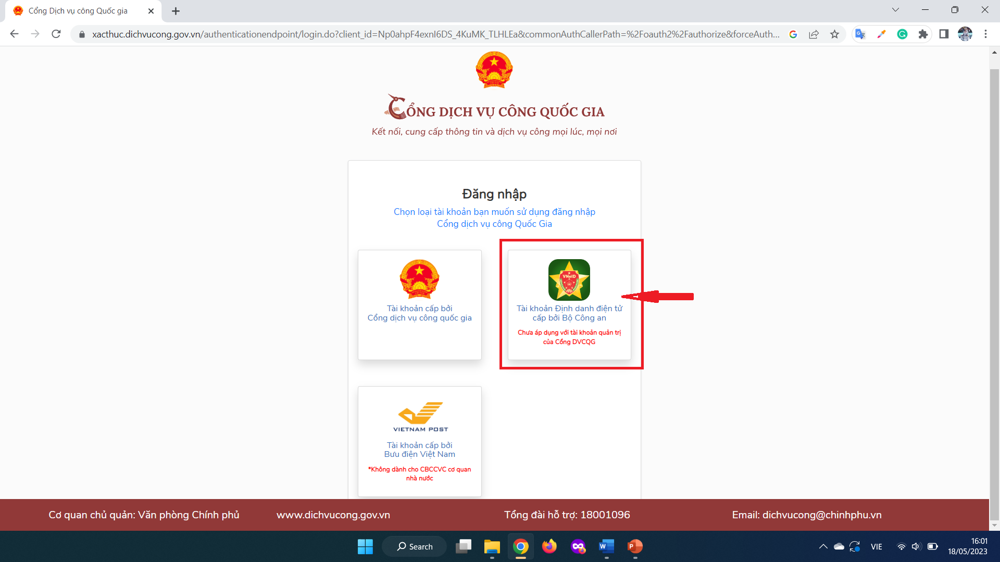 Cổng Dịch vụ công Quốc gia
xacthuc.dichvucong.gov.vn/authenticationendpoint/login.do?client_id=Np0ahpF4exnI6DS_4KuMK_TLHLEa&commonAuthCallerPath=%2Foauth2%2Fauthorize&forceAuth...
CỔNG DỊCH VỤ CÔNG QUỐC GIA
Kết nối, cung cấp thông tin và dịch vụ công mọi lúc, mọi nơi
Đăng nhập
Chọn loại tài khoản bạn muốn sử dụng đăng nhập
Cổng dịch vụ công Quốc Gia
Tài khoản cấp bởi
Cổng dịch vụ công quốc gia
VNeID
Tài khoản Định danh điện tử
cấp bởi Bộ Công an
Chưa áp dụng với tài khoản quản trị
của Cổng DVCQG
VIETNAM POST
Tài khoản cấp bởi
Bưu điện Việt Nam
*Không dành cho CBCCVC cơ quan
nhà nước
Cơ quan chủ quản: Văn phòng Chính phủ
www.dichvucong.gov.vn
Tổng đài hỗ trợ: 18001096
Email: dichvucong@chinhphu.vn
Search
VIE
16:01
18/05/2023